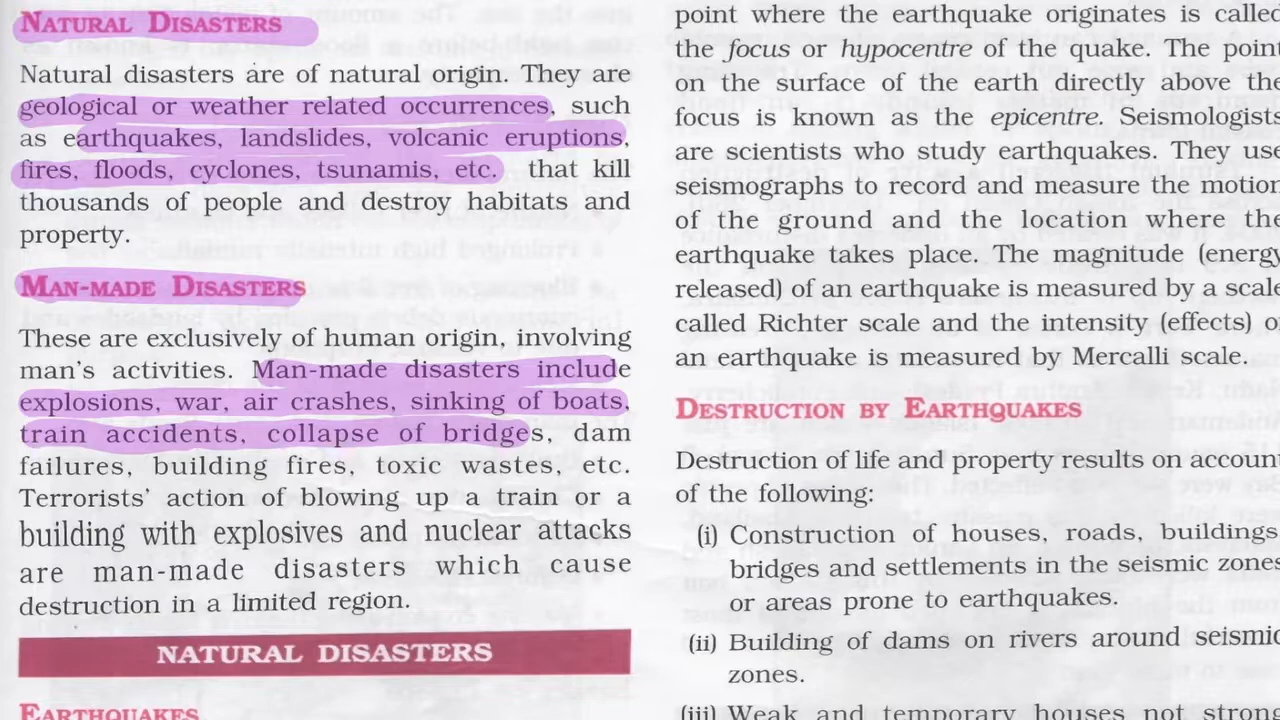 NATURAL DISASTERS
Natural disasters are of natural origin. They are
geological or weather related occurrences, such
as earthquakes, landslides, volcanic eruptions,
fires, floods, cyclones, tsunamis, etc. that kill
thousands of people and destroy habitats and
property.
MAN-MADE DISASTERS
These are exclusively of human origin, involving
man's activities. Man-made disasters include
explosions, war, air crashes, sinking of boats,
train accidents, collapse of bridges, dam
failures, building fires, toxic wastes, etc.
Terrorists' action of blowing up a train or a
building with explosives and nuclear attacks
are man-made disasters which cause
destruction in a limited region.
NATURAL DISASTERS
EARTHQUAKES
point where the earthquake originates is called
the focus or hypocentre of the quake. The point
on the surface of the earth directly above the
focus is known as the epicentre. Seismologists
are scientists who study earthquakes. They use
seismographs to record and measure the motion
of the ground and the location where the
earthquake takes place. The magnitude (energy
released) of an earthquake is measured by a scale
called Richter scale and the intensity (effects) o
an earthquake is measured by Mercalli scale.
DESTRUCTION BY EARTHQUAKES
Destruction of life and property results on account
of the following:
(i) Construction of houses, roads, buildings,
bridges and settlements in the seismic zones
or areas prone to earthquakes.
(ii) Building of dams on rivers around seismic
zones.
(iii) Weak and temporary houses not strong